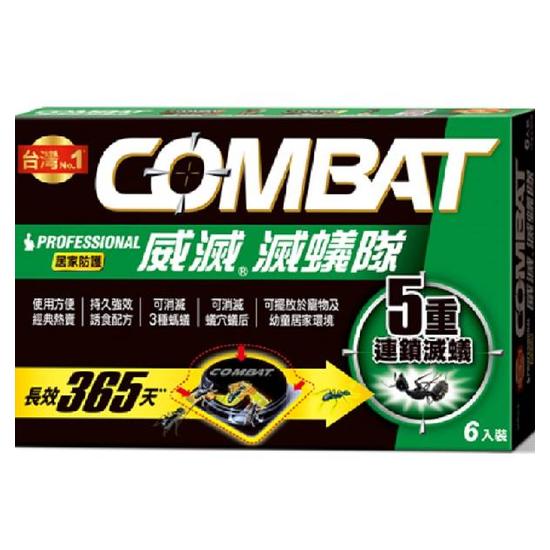 台灣No.1
COMBAT
PROFESSIONAL
居家防護
威滅® 滅蟻隊
使用方便 持久強效 可消滅 可消滅 可擺放於寵物及
經典熱賣 誘食配方 3種螞蟻 蟻穴蟻后 幼童居家環境
5重
連鎖滅蟻
COMBAT
長效365天**
6入裝
COMBAT